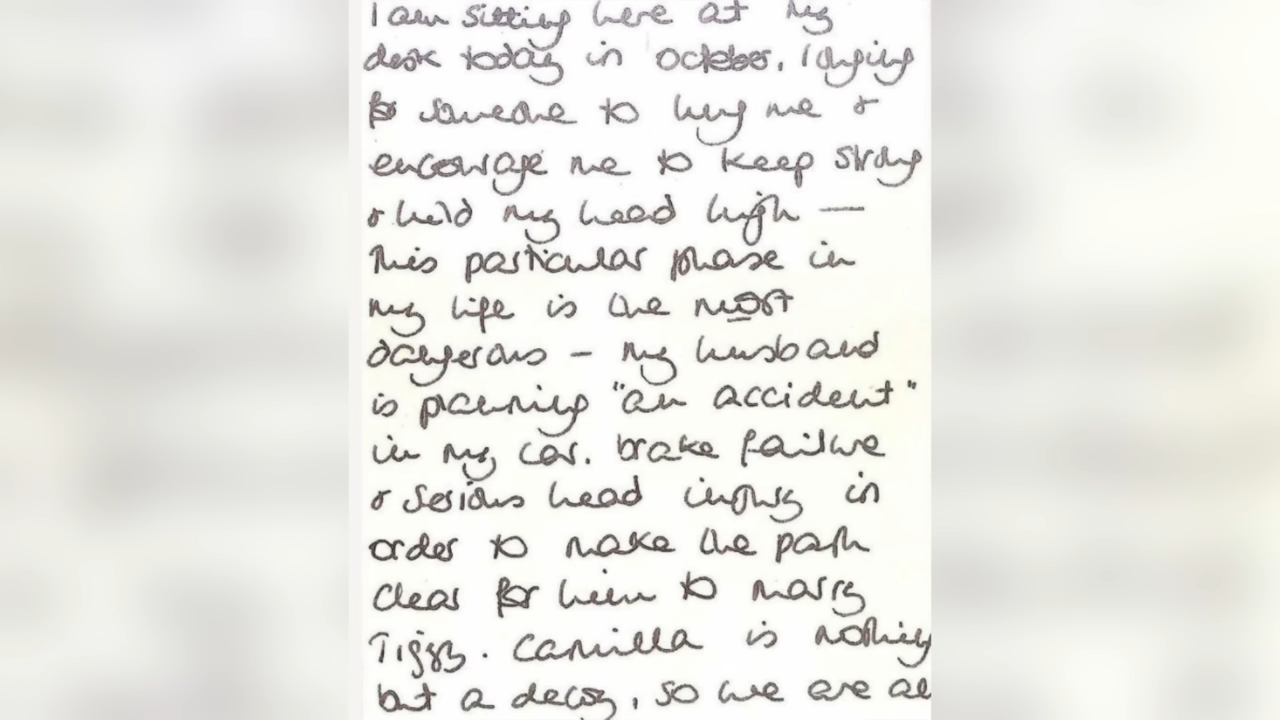 I am sitting here at my
desk today in October, longing
for someone to hug me &
encourage me to keep strong
& hold my head high —
This particular phase in
my life is the most
dangerous – my husband
is planning "an accident"
in my car. brake failure
& serious head injury in
order to make the path
clear for him to marry
Tiggy. Camilla is nothing
but a decoy, so we are